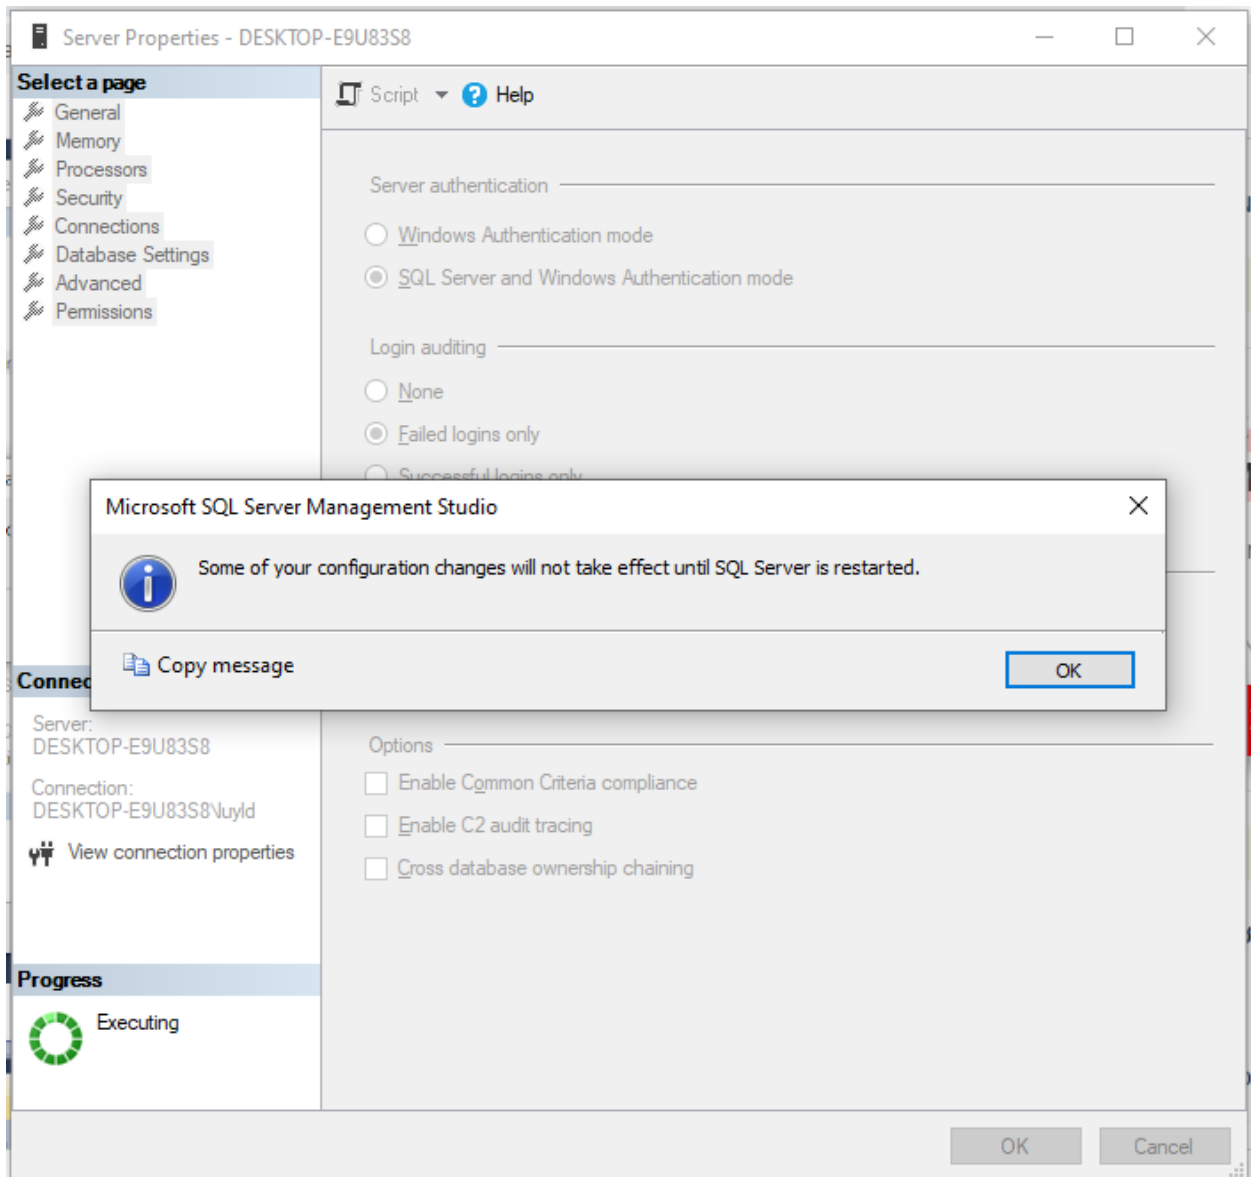 Server Properties - DESKTOP-E9U83S8
Select a page
General
Memory
Processors
Security
Connections
Database Settings
Advanced
Permissions
Script
Help
Server authentication
Windows Authentication mode
SQL Server and Windows Authentication mode
Login auditing
None
Failed logins only
Successful logins only
Microsoft SQL Server Management Studio
Some of your configuration changes will not take effect until SQL Server is restarted.
Copy message
OK
Connec
Server:
DESKTOP-E9U83S8
Connection:
DESKTOP-E9U83S8\luyld
View connection properties
Options
Enable Common Criteria compliance
Enable C2 audit tracing
Cross database ownership chaining
Progress
Executing
OK
Cancel